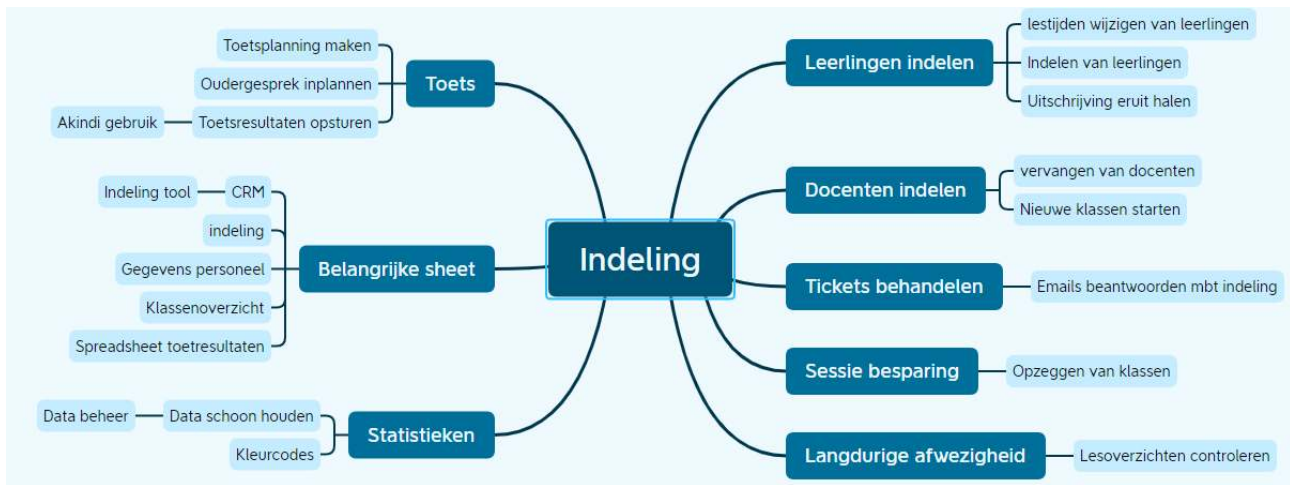 Indeling
Toets
Toetsplanning maken
Oudergesprek inplannen
Toetsresultaten opsturen
Akindi gebruik
Belangrijke sheet
CRM
Indeling tool
indeling
Gegevens personeel
Klassenoverzicht
Spreadsheet toetresultaten
Statistieken
Data schoon houden
Data beheer
Kleurcodes
Leerlingen indelen
lestijden wijzigen van leerlingen
Indelen van leerlingen
Uitschrijving eruit halen
Docenten indelen
vervangen van docenten
Nieuwe klassen starten
Tickets behandelen
Emails beantwoorden mbt indeling
Sessie besparing
Opzeggen van klassen
Langdurige afwezigheid
Lesoverzichten controleren